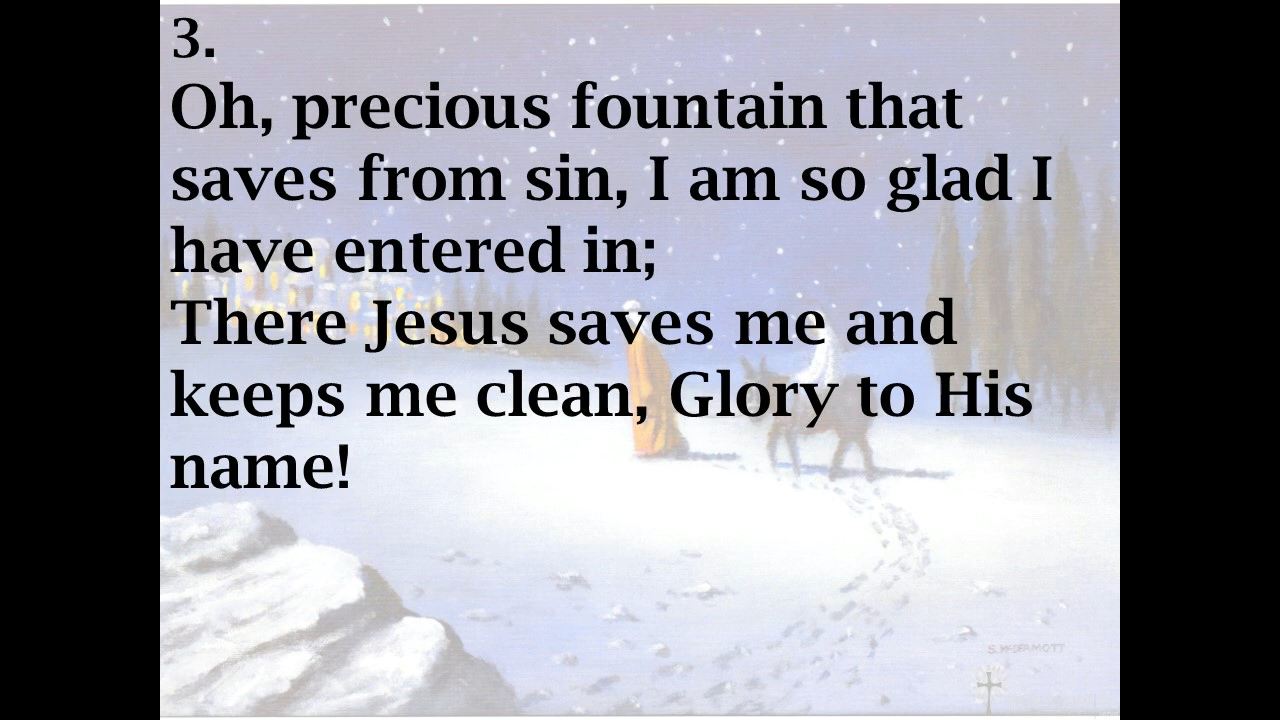 3.
Oh, precious fountain that
saves from sin, I am so glad I
have entered in;
There Jesus saves me and
keeps me clean, Glory to His
name!